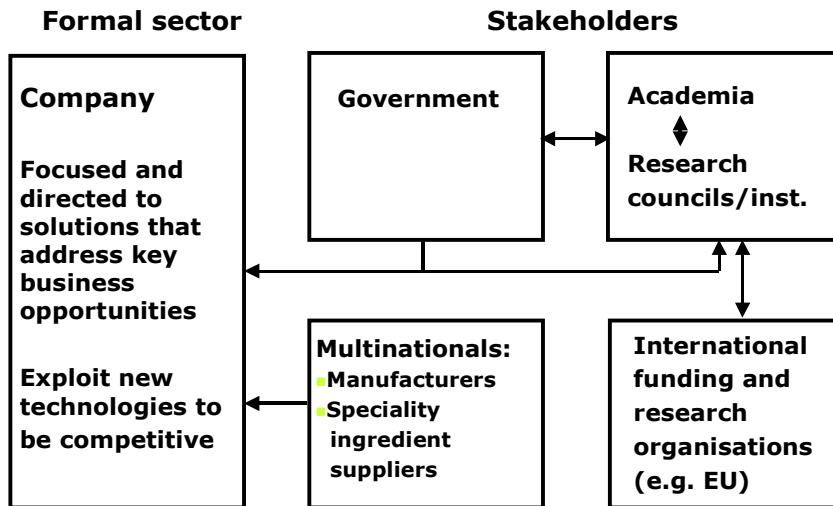 Formal sector
Stakeholders
Company
Focused and
directed to
solutions that
address key
business
opportunities
Exploit new
technologies to
be competitive
Government
Academia
Research
councils/inst.
Multinationals:
▪Manufacturers
▪Speciality
ingredient
suppliers
International
funding and
research
organisations
(e.g. EU)